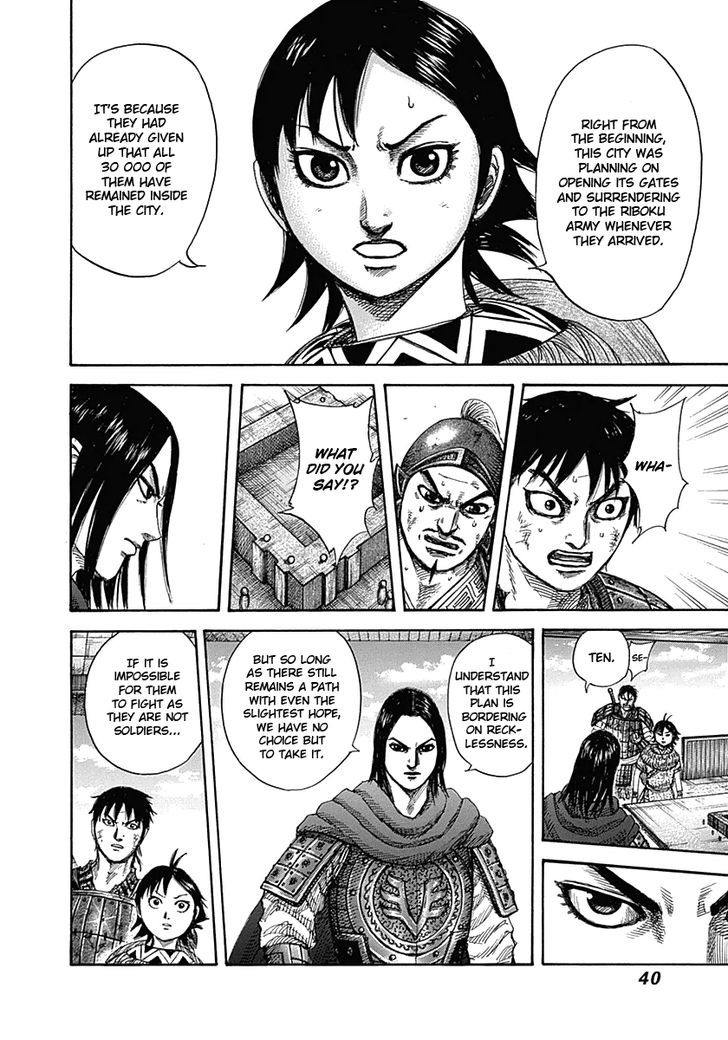 RIGHT FROM
THE BEGINNING,
THIS CITY WAS
PLANNING ON
OPENING ITS GATES
AND SURRENDERING
TO THE RIBOKU
ARMY WHENEVER
THEY ARRIVED.
IT'S BECAUSE
THEY HAD
ALREADY GIVEN
UP THAT ALL
30 000 OF
THEM HAVE
REMAINED INSIDE
THE CITY.
WHA-
WHAT
DID YOU
SAY!?
SE-
TEN.
I
UNDERSTAND
THAT THIS
PLAN IS
BORDERING
ON RECK-
LESSNESS.
BUT SO LONG
AS THERE STILL
REMAINS A PATH
WITH EVEN THE
SLIGHTEST HOPE,
WE HAVE NO
CHOICE BUT
TO TAKE IT.
IF IT IS
IMPOSSIBLE
FOR THEM
TO FIGHT AS
THEY ARE NOT
SOLDIERS...
40